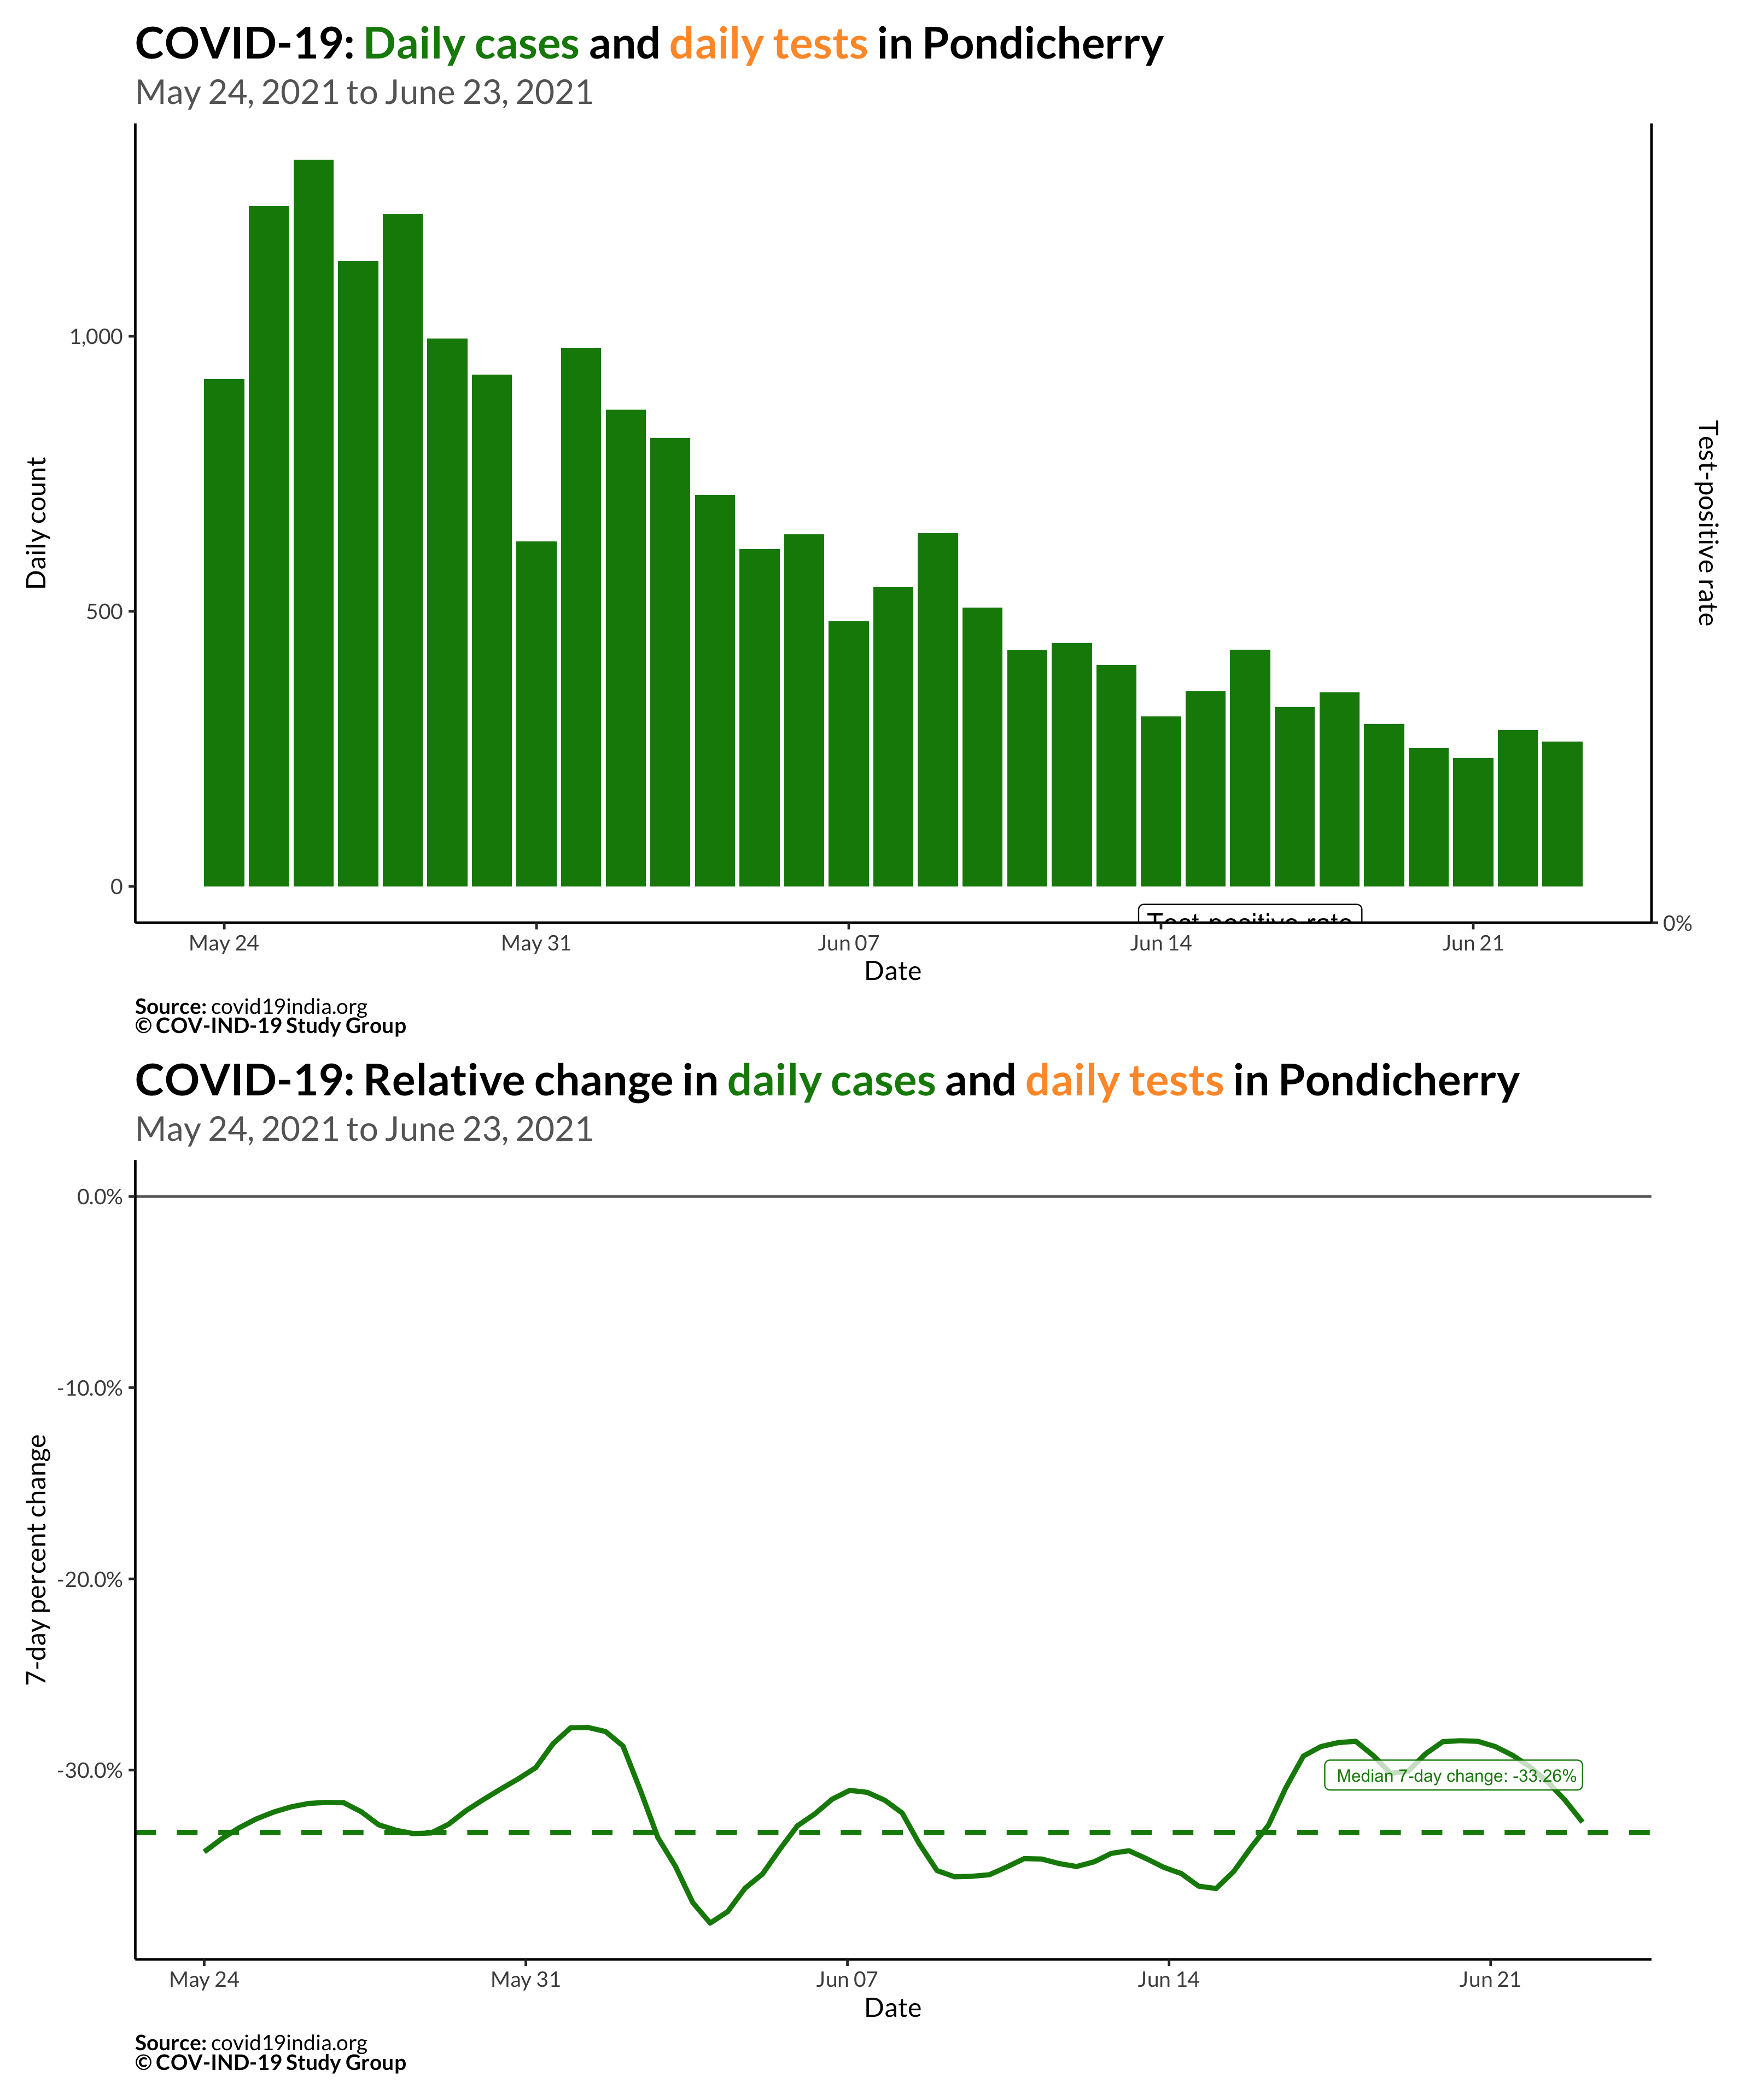 COVID-19: Daily cases and daily tests in Pondicherry
May 24, 2021 to June 23, 2021
1,000
500
0
Daily count
Test-positive rate
Test-positive rate
0%
May 24 May 31 Jun 07 Jun 14 Jun 21
Date
Source: covid19india.org
© COV-IND-19 Study Group
COVID-19: Relative change in daily cases and daily tests in Pondicherry
May 24, 2021 to June 23, 2021
0.0%
-10.0%
-20.0%
-30.0%
7-day percent change
Median 7-day change: -33.26%
May 24 May 31 Jun 07 Jun 14 Jun 21
Date
Source: covid19india.org
© COV-IND-19 Study Group